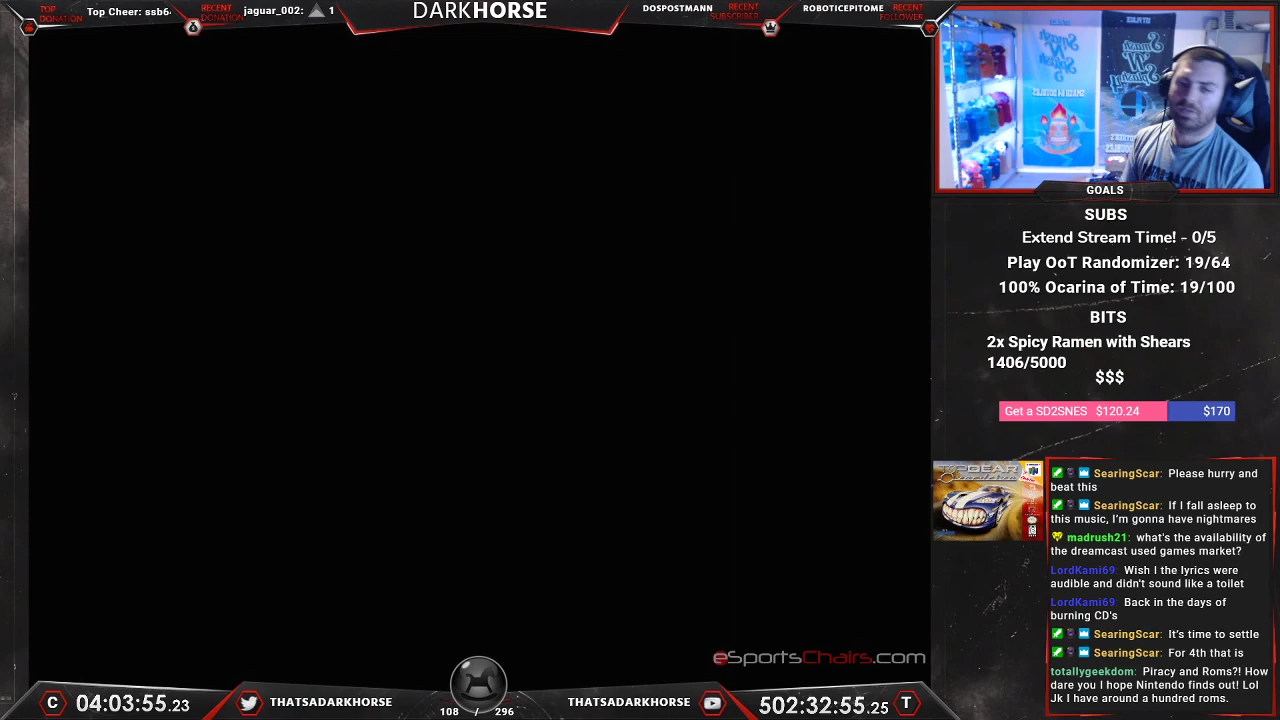 TOP DONATION
Top Cheer: ssb6
RECENT DONATION
jaguar_002: 1
DARKHORSE
DOSPOSTMANN
RECENT SUBSCRIBER
ROBOTICEPITOME
RECENT FOLLOWER
GOALS
SUBS
Extend Stream Time! - 0/5
Play OoT Randomizer: 19/64
100% Ocarina of Time: 19/100
BITS
2x Spicy Ramen with Shears
1406/5000
$$$
Get a SD2SNES $120.24 $170
TOP GEAR
SearingScar: Please hurry and
beat this
SearingScar: If I fall asleep to
this music, I'm gonna have nightmares
madrush21: what's the availability of
the dreamcast used games market?
LordKami69: Wish I the lyrics were
audible and didn't sound like a toilet
LordKami69: Back in the days of
burning CD's
SearingScar: It's time to settle
SearingScar: For 4th that is
totallygeekdom: Piracy and Roms?! How
dare you I hope Nintendo finds out! Lol
Jk I have around a hundred roms.
eSportsChairs.com
C 04:03:55.23
THATSADARKHORSE
108 / 296
THATSADARKHORSE
502:32:55.25 T